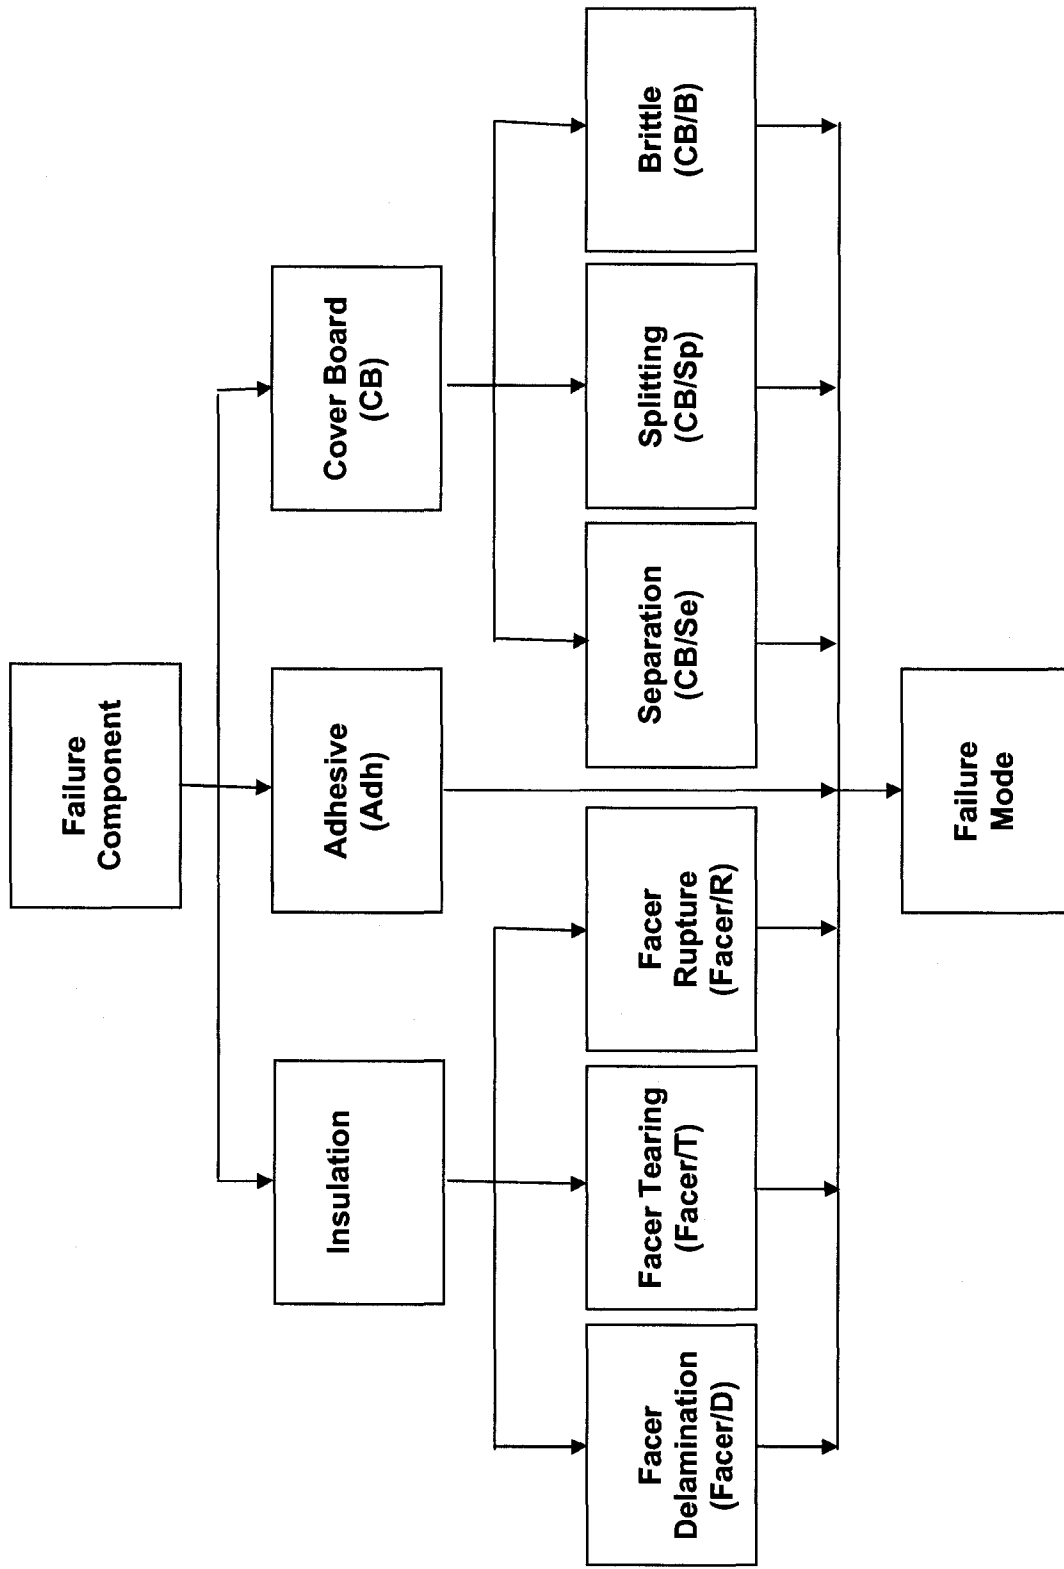 Failure
Component
Insulation
Adhesive
(Adh)
Cover Board
(CB)
Facer
Delamination
(Facer/D)
Facer Tearing
(Facer/T)
Facer
Rupture
(Facer/R)
Separation
(CB/Se)
Splitting
(CB/Sp)
Brittle
(CB/B)
Failure
Mode